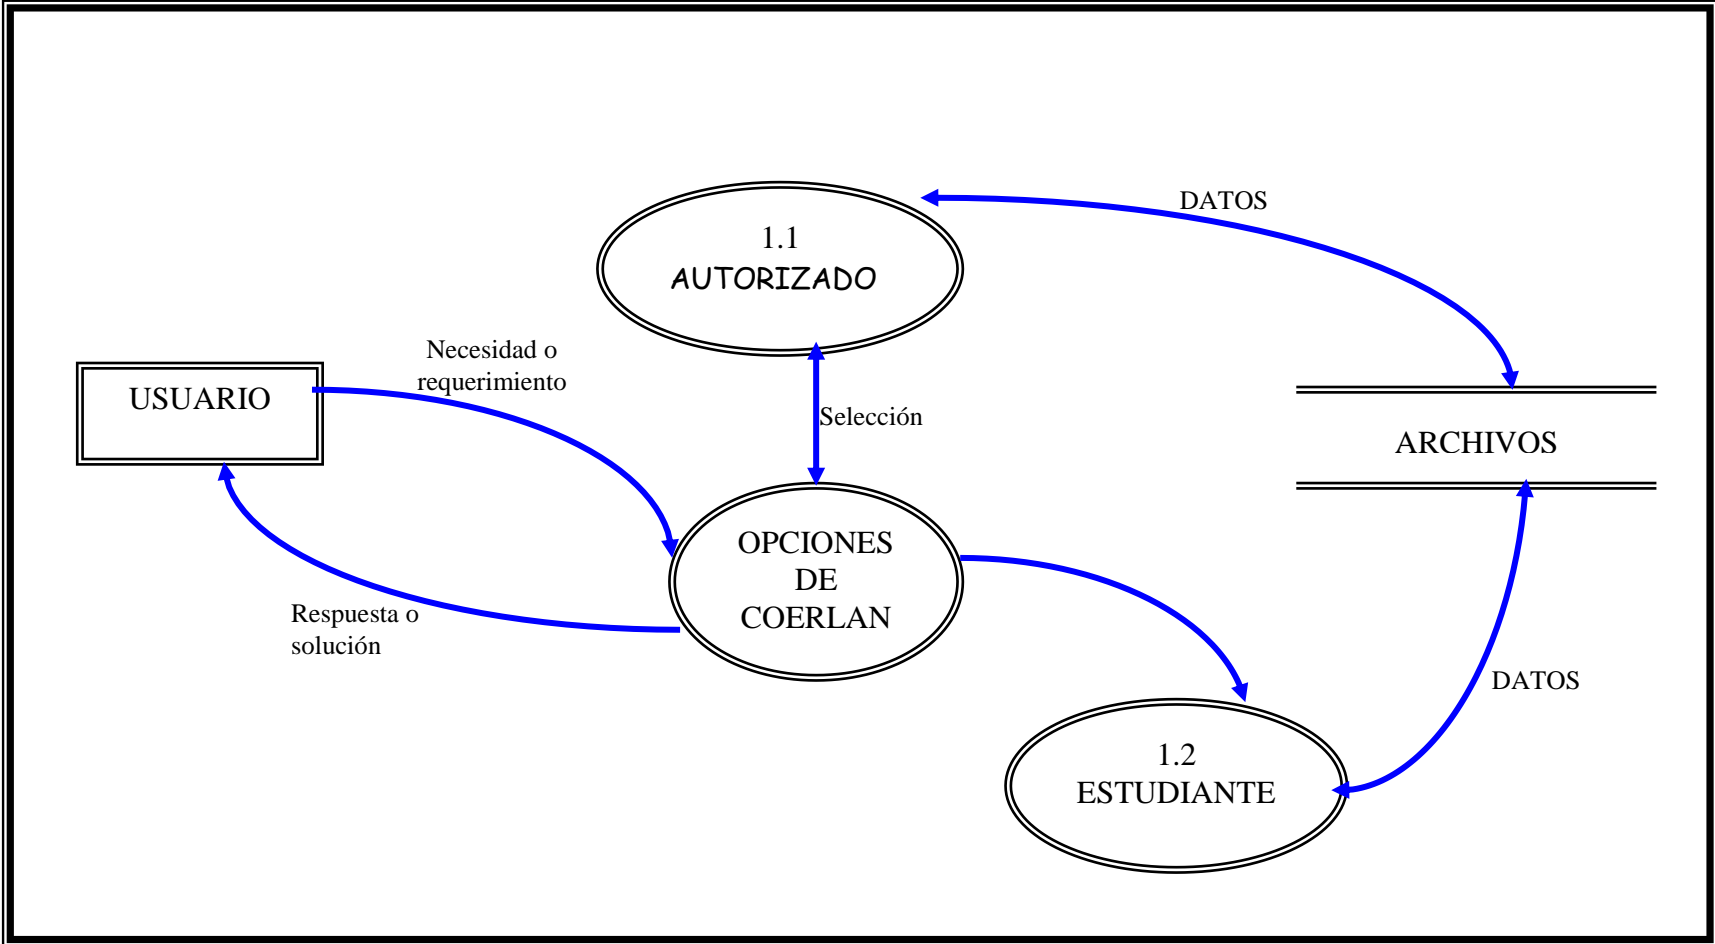 DATOS
1.1
AUTORIZADO
Necesidad o
requerimiento
USUARIO
Selección
ARCHIVOS
OPCIONES
DE
COERLAN
Respuesta o
solución
DATOS
1.2
ESTUDIANTE